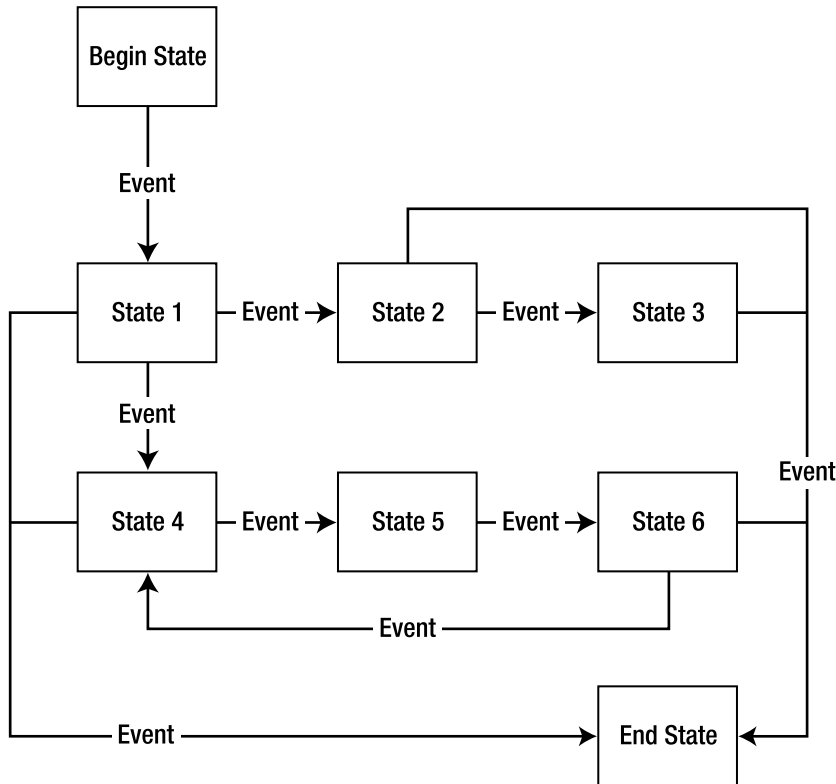 Begin State
Event
State 1
Event
State 2
Event
State 3
Event
Event
State 4
Event
State 5
Event
State 6
Event
Event
End State